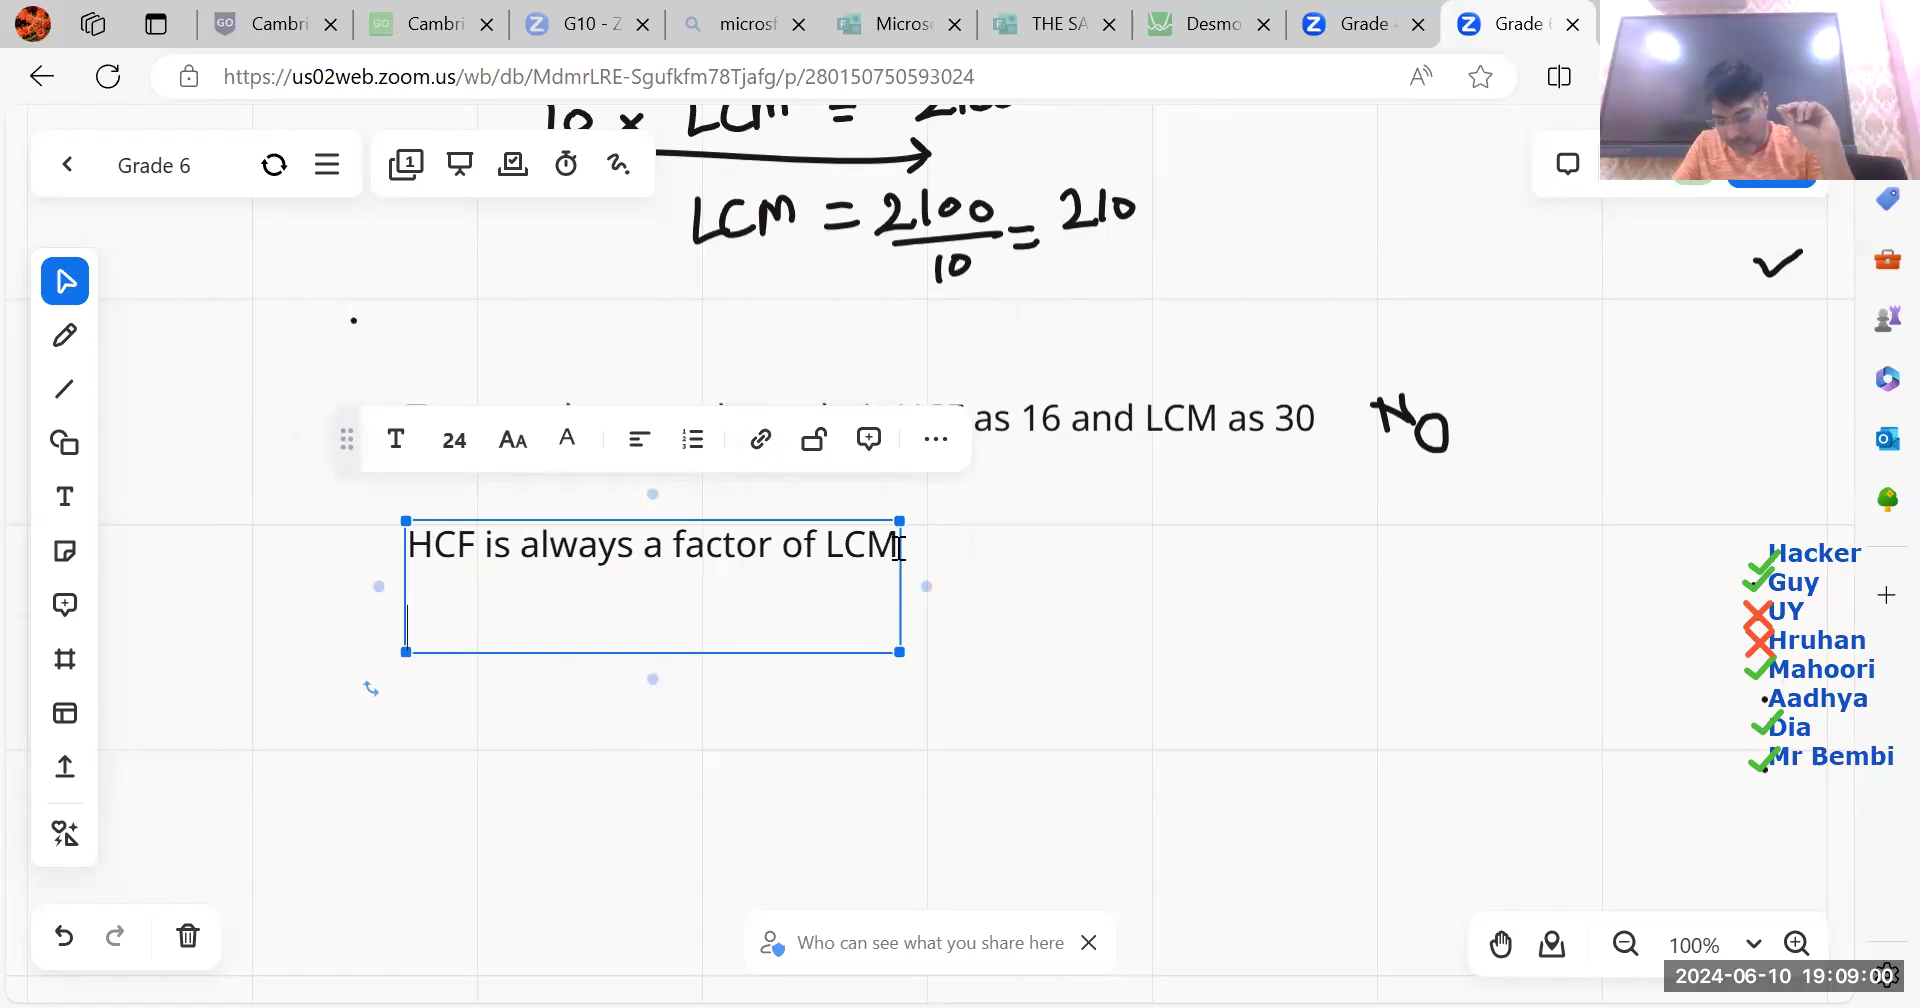 Cambri
Cambri
G10 - Z
microsf
Micros
THE SA
Desmo
Grade
Grade
https://us02web.zoom.us/wb/db/MdmrLRE-Sgufkfm78Tjafg/p/280150750593024
10 × LCM =
Grade 6
LCM = 2100 = 210
10
as 16 and LCM as 30 NO
T 24 AA A
HCF is always a factor of LCM
Hacker
Guy
UY
Hruhan
Mahoori
Aadhya
Dia
Mr Bembi
Who can see what you share here
100%
2024-06-10 19:09:00